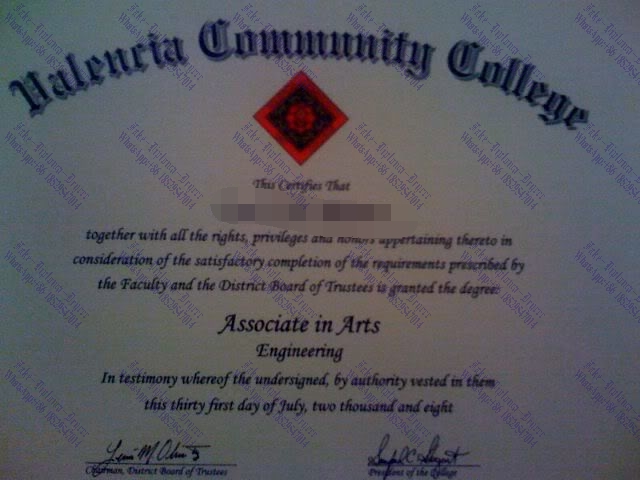 Valencia Community College
This Certifies That
together with all the rights, privileges and honors appertaining thereto in
consideration of the satisfactory completion of the requirements prescribed by
the Faculty and the District Board of Trustees is granted the degree:
Associate in Arts
Engineering
In testimony whereof the undersigned, by authority vested in them
this thirty first day of July, two thousand and eight
Chairman, District Board of Trustees
President of the College